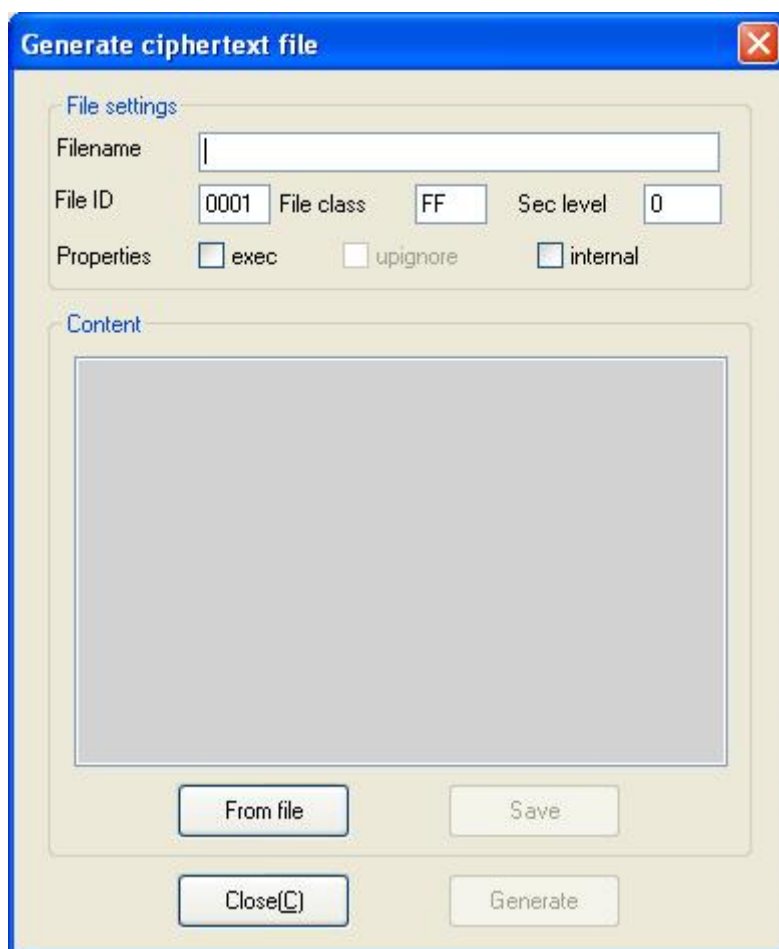 Generate ciphertext file
File settings
Filename
File ID 0001 File class FF Sec level 0
Properties exec upignore internal
Content
From file Save
Close(C) Generate